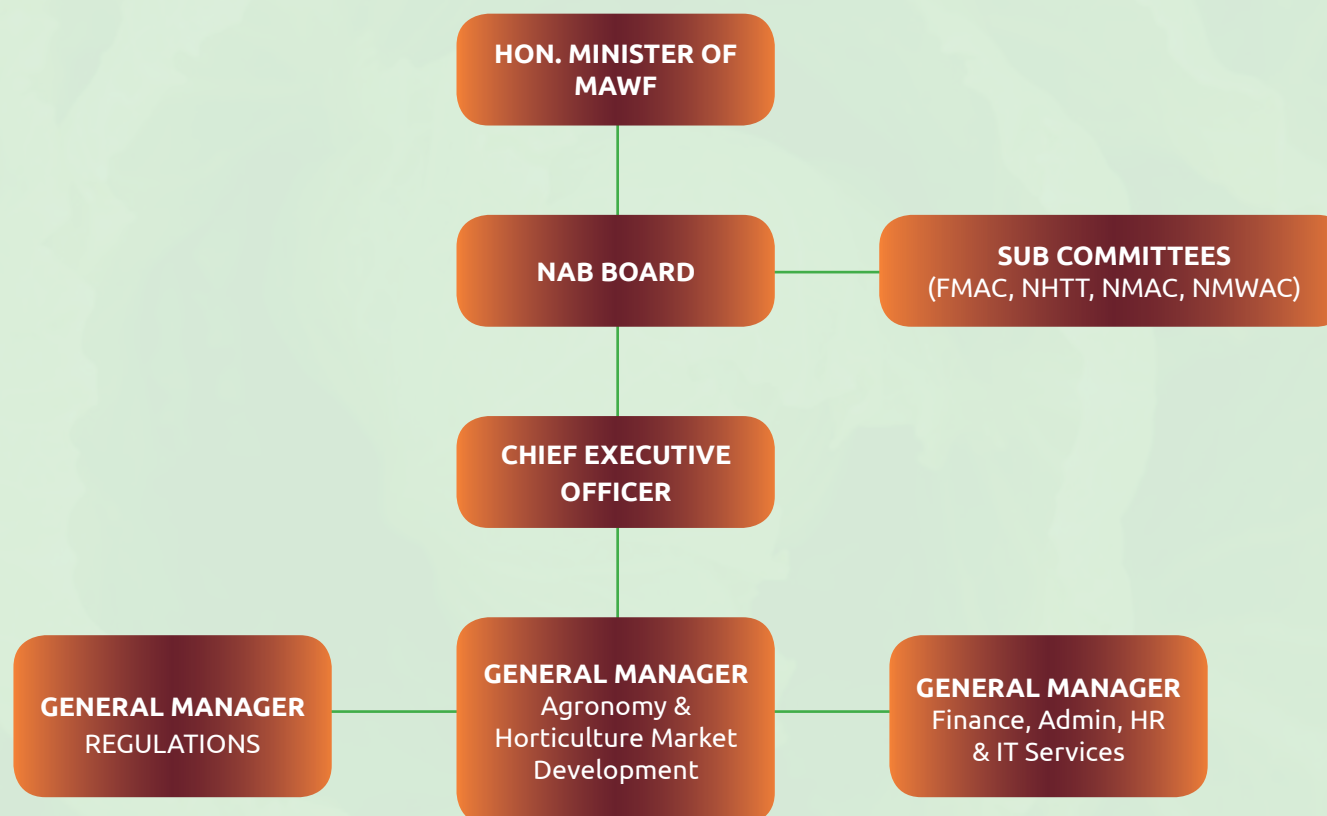 HON. MINISTER OF
MAWF
NAB BOARD
SUB COMMITTEES
(FMAC, NHTT, NMAC, NMWAC)
CHIEF EXECUTIVE
OFFICER
GENERAL MANAGER
REGULATIONS
GENERAL MANAGER
Agronomy &
Horticulture Market
Development
GENERAL MANAGER
Finance, Admin, HR
& IT Services